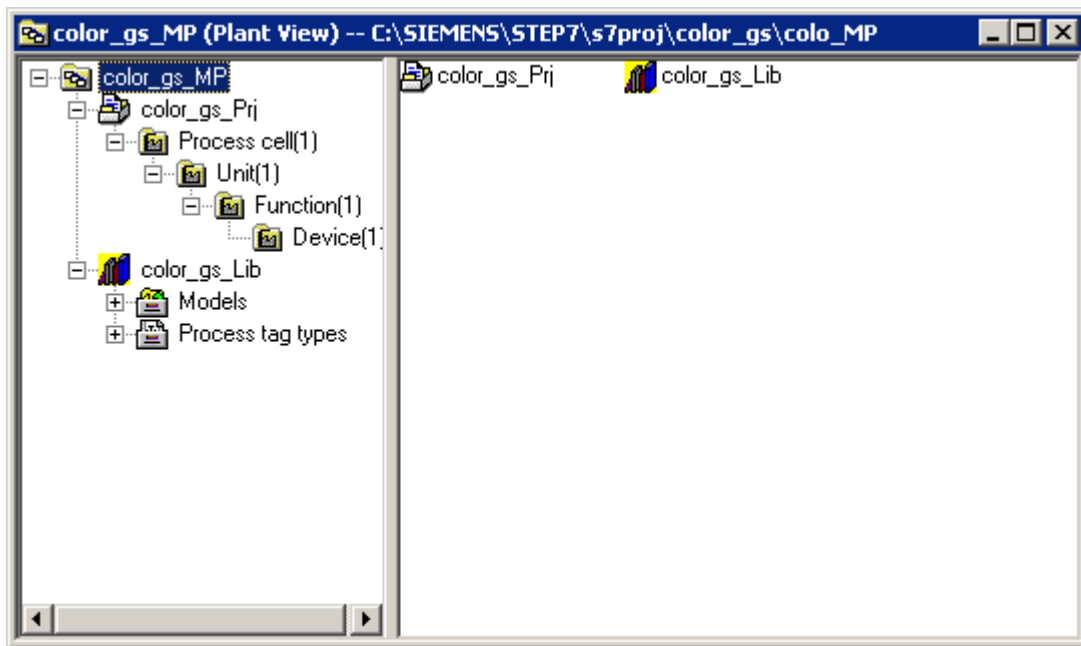 color_gs_MP (Plant View) -- C:\SIEMENS\STEP7\s7proj\color_gs\colo_MP
color_gs_MP
color_gs_Prj
Process cell(1)
Unit(1)
Function(1)
Device(1)
color_gs_Lib
Models
Process tag types
color_gs_Prj
color_gs_Lib